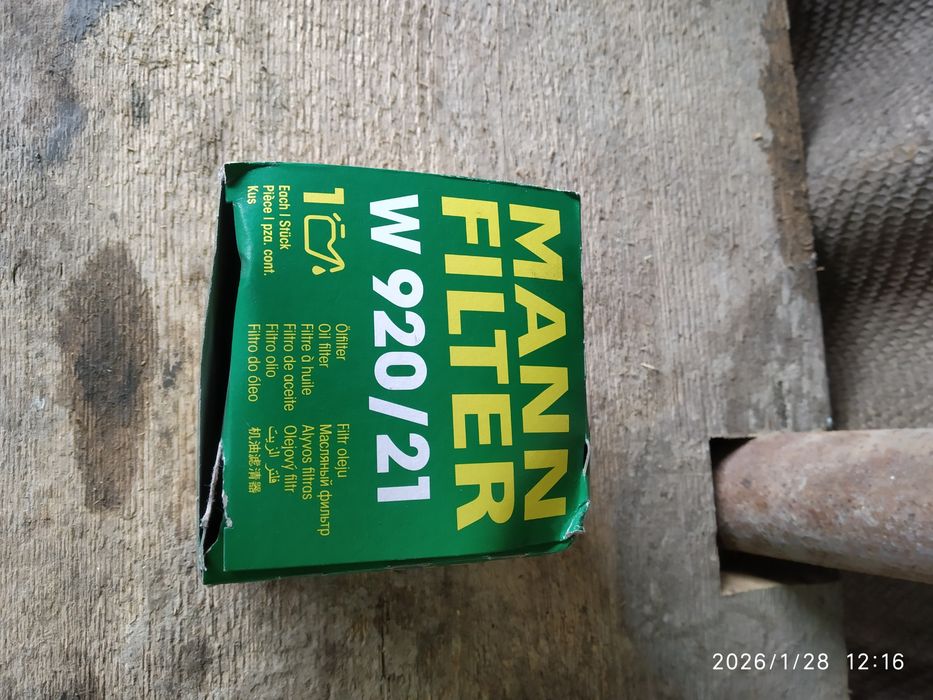 MANN
FILTER
W 920/21
1
Each | Stück
Pièce | pza. cont.
Kus
Ölfilter
Oil filter
Filtre à huile
Filtro de aceite
Filtro olio
Filtro do óleo
Filtr oleju
Масляный фильтр
Alyvos filtras
Olejový filtr
فلتر الزيت
机油滤清器
2026/1/28 12:16